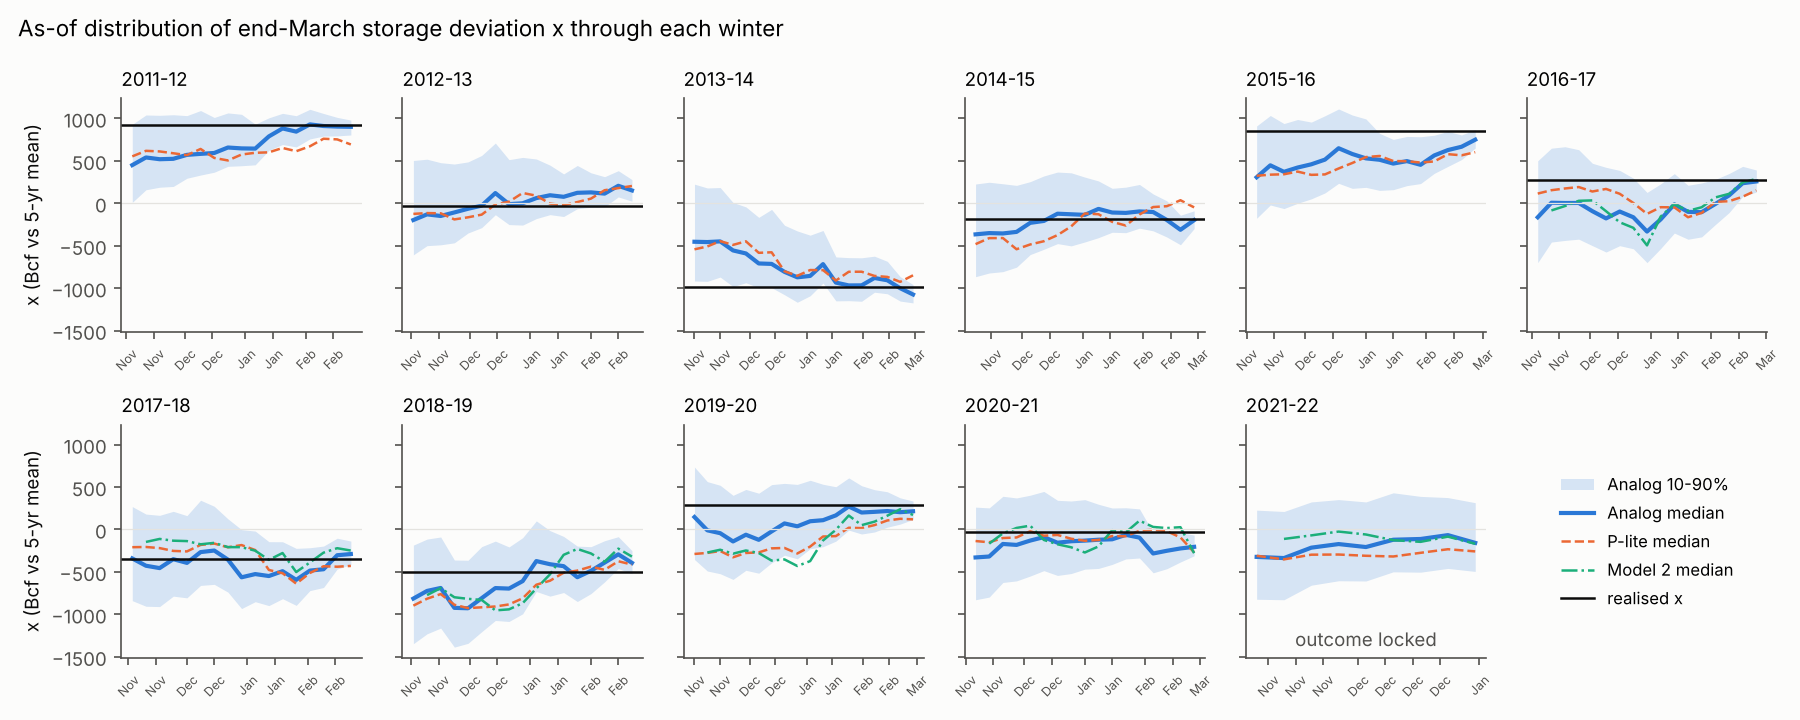 As-of distribution of end-March storage deviation x through each winter
2011-12
2012-13
2013-14
2014-15
2015-16
2016-17
x (Bcf vs 5-yr mean)
1000
500
0
−500
−1000
−1500
Nov Nov Dec Dec Jan Jan Feb Feb
Nov Nov Dec Dec Jan Jan Feb Feb
Nov Nov Dec Dec Jan Jan Feb Feb Mar
Nov Dec Dec Jan Jan Feb Feb Mar
Nov Nov Dec Dec Jan Jan Feb Feb Mar
Nov Nov Dec Dec Jan Jan Feb Feb Mar
2017-18
2018-19
2019-20
2020-21
2021-22
x (Bcf vs 5-yr mean)
1000
500
0
−500
−1000
−1500
Nov Nov Dec Dec Jan Jan Feb Feb
Nov Nov Dec Dec Jan Jan Feb Feb
Nov Nov Dec Dec Jan Jan Feb Feb Mar
Nov Nov Dec Dec Jan Jan Feb Feb Mar
outcome locked
Nov Nov Nov Dec Dec Dec Dec Jan
Analog 10-90%
Analog median
P-lite median
Model 2 median
realised x